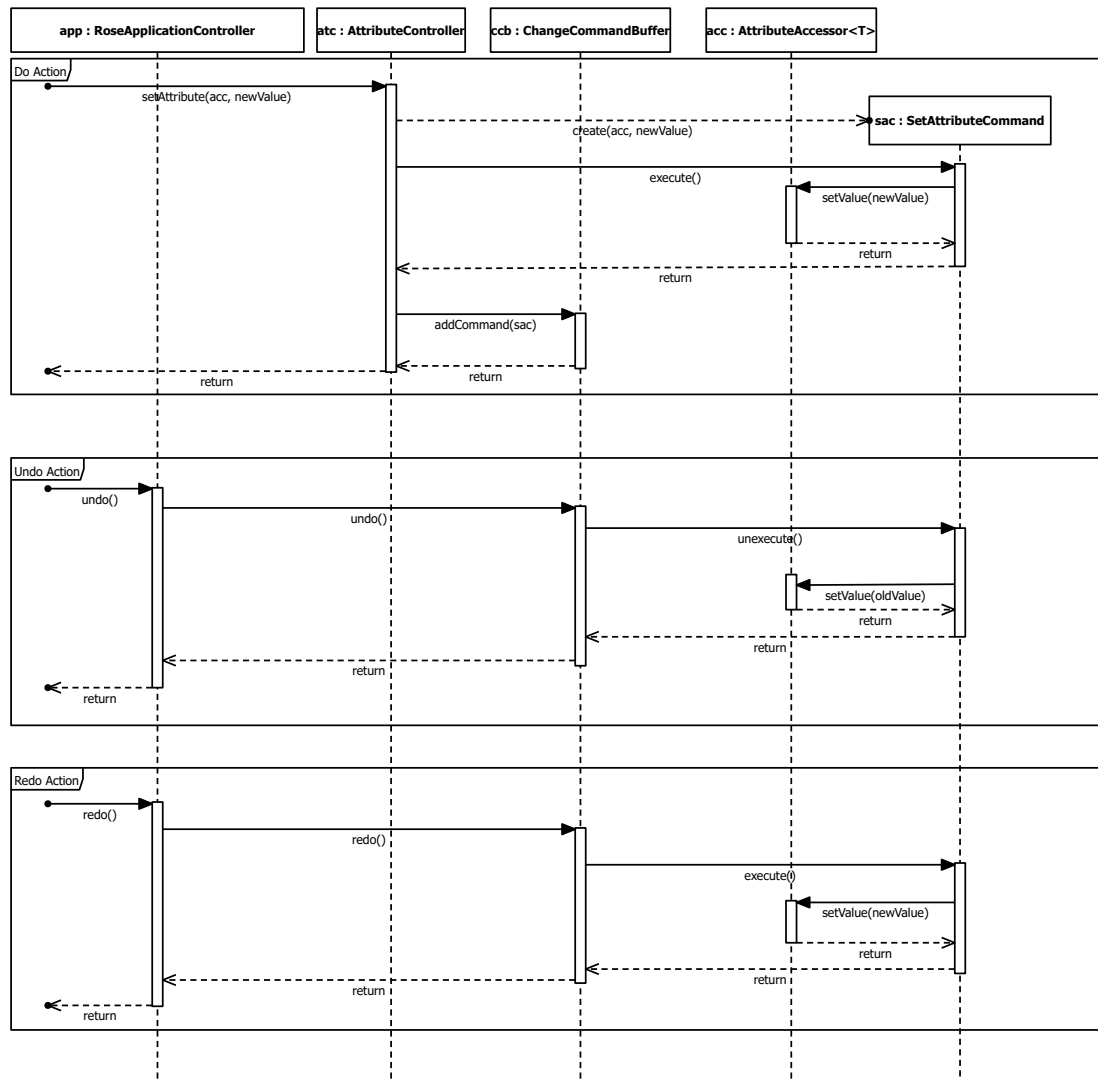 app : RoseApplicationController
atc : AttributeController
ccb : ChangeCommandBuffer
acc : AttributeAccessor<T>
Do Action
setAttribute(acc, newValue)
create(acc, newValue)
sac : SetAttributeCommand
execute()
setValue(newValue)
return
return
addCommand(sac)
return
return
Undo Action
undo()
undo()
unexecute()
setValue(oldValue)
return
return
return
return
Redo Action
redo()
redo()
execute()
setValue(newValue)
return
return
return
return